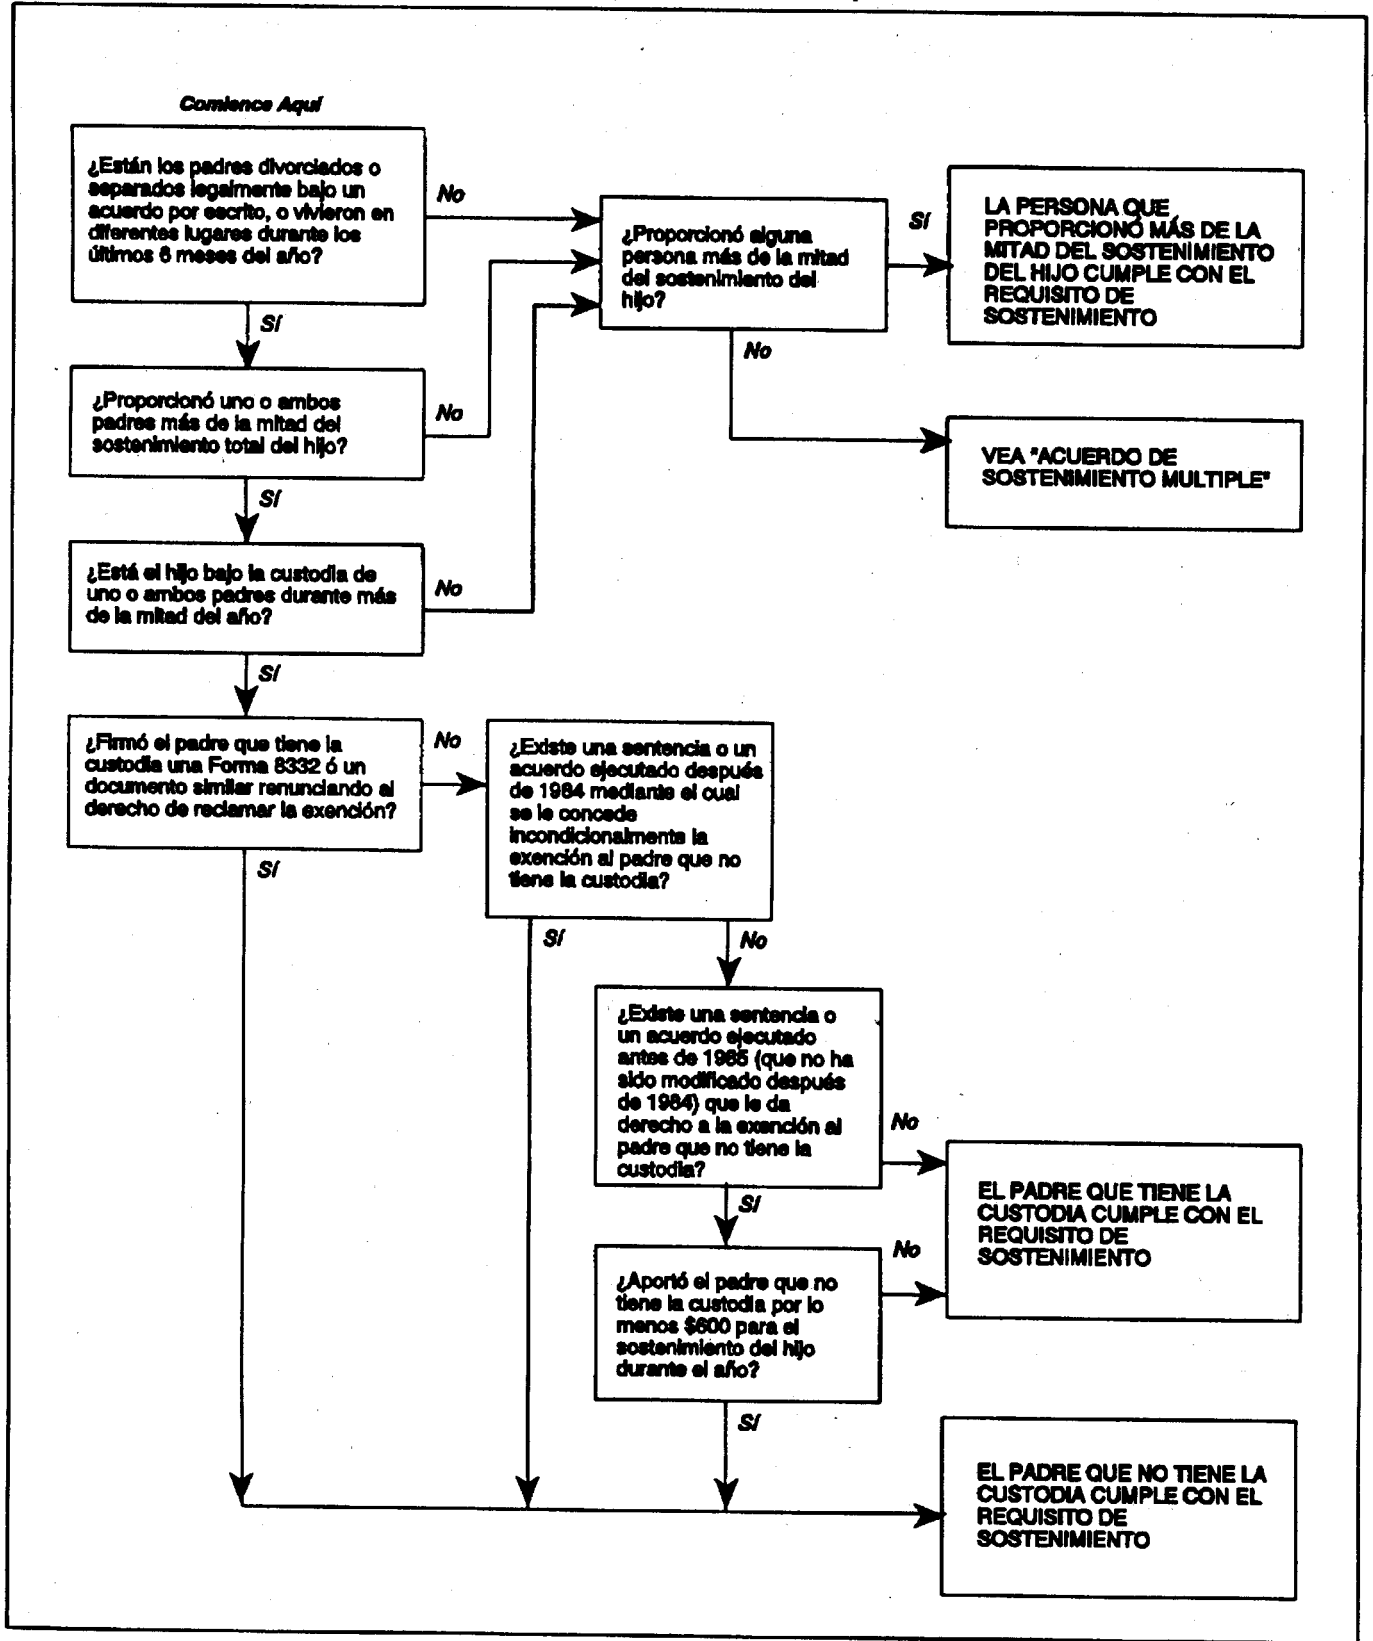 Comience Aquí
¿Están los padres divorciados o
separados legalmente bajo un
acuerdo por escrito, o vivieron en
diferentes lugares durante los
últimos 6 meses del año?
No
¿Proporcionó alguna
persona más de la mitad
del sostenimiento del
hijo?
Sí
LA PERSONA QUE
PROPORCIONÓ MÁS DE LA
MITAD DEL SOSTENIMIENTO
DEL HIJO CUMPLE CON EL
REQUISITO DE
SOSTENIMIENTO
Sí
No
¿Proporcionó uno o ambos
padres más de la mitad del
sostenimiento total del hijo?
No
VEA "ACUERDO DE
SOSTENIMIENTO MULTIPLE"
Sí
¿Está el hijo bajo la custodia de
uno o ambos padres durante más
de la mitad del año?
No
Sí
¿Firmó el padre que tiene la
custodia una Forma 8332 ó un
documento similar renunciando al
derecho de reclamar la exención?
No
¿Existe una sentencia o un
acuerdo ejecutado después
de 1984 mediante el cual
se le concede
incondicionalmente la
exención al padre que no
tiene la custodia?
Sí
Sí
No
¿Existe una sentencia o
un acuerdo ejecutado
antes de 1985 (que no ha
sido modificado después
de 1984) que le da
derecho a la exención al
padre que no tiene la
custodia?
No
EL PADRE QUE TIENE LA
CUSTODIA CUMPLE CON EL
REQUISITO DE
SOSTENIMIENTO
Sí
No
¿Aportó el padre que no
tiene la custodia por lo
menos $600 para el
sostenimiento del hijo
durante el año?
Sí
EL PADRE QUE NO TIENE LA
CUSTODIA CUMPLE CON EL
REQUISITO DE
SOSTENIMIENTO